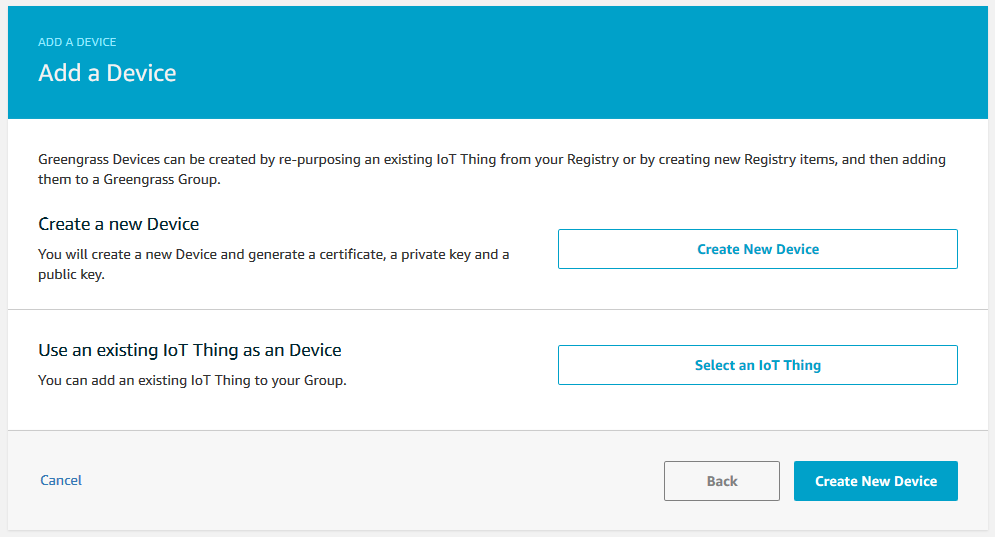 ADD A DEVICE
Add a Device
Greengrass Devices can be created by re-purposing an existing IoT Thing from your Registry or by creating new Registry items, and then adding
them to a Greengrass Group.
Create a new Device
You will create a new Device and generate a certificate, a private key and a
public key.
Create New Device
Use an existing IoT Thing as an Device
You can add an existing IoT Thing to your Group.
Select an IoT Thing
Cancel
Back
Create New Device